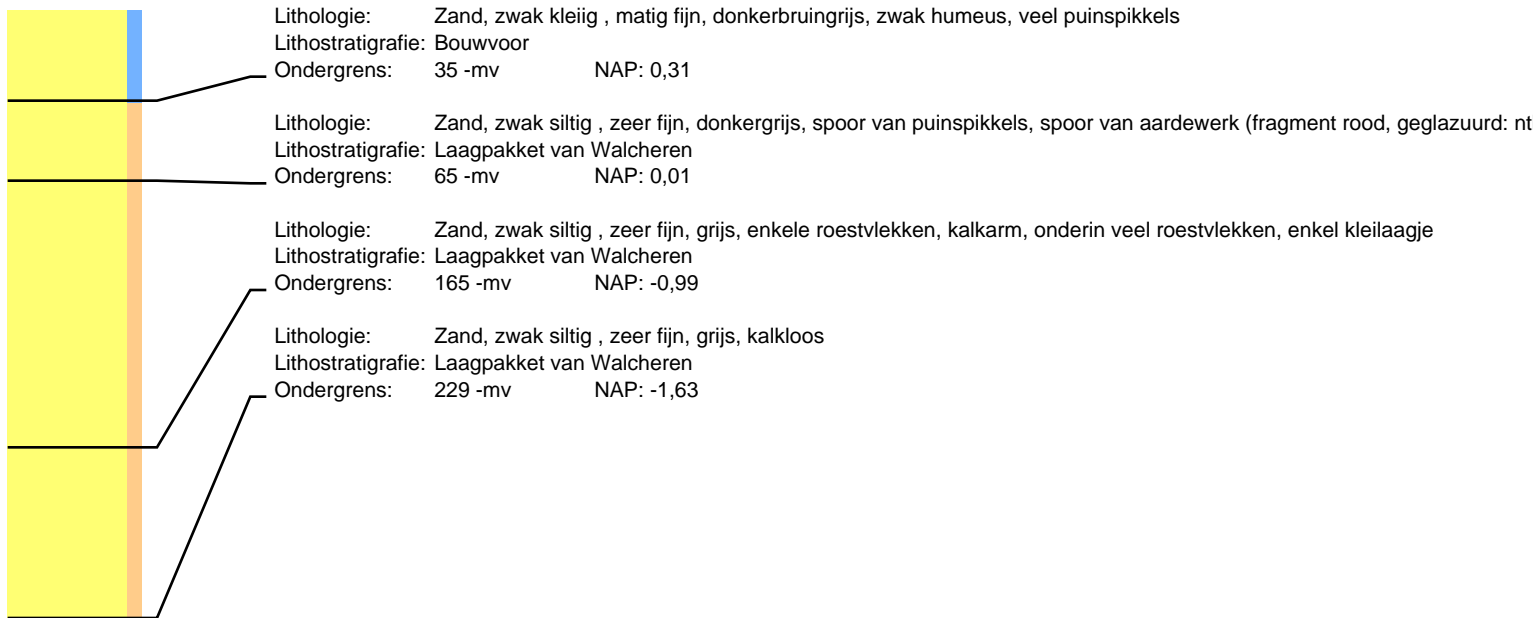 Lithologie: Zand, zwak kleiig , matig fijn, donkerbruingrijs, zwak humeus, veel puinspikkels
Lithostratigrafie: Bouwvoor
Ondergrens: 35 -mv NAP: 0,31
Lithologie: Zand, zwak siltig , zeer fijn, donkergrijs, spoor van puinspikkels, spoor van aardewerk (fragment rood, geglazuurd: nt
Lithostratigrafie: Laagpakket van Walcheren
Ondergrens: 65 -mv NAP: 0,01
Lithologie: Zand, zwak siltig , zeer fijn, grijs, enkele roestvlekken, kalkarm, onderin veel roestvlekken, enkel kleilaagje
Lithostratigrafie: Laagpakket van Walcheren
Ondergrens: 165 -mv NAP: -0,99
Lithologie: Zand, zwak siltig , zeer fijn, grijs, kalkloos
Lithostratigrafie: Laagpakket van Walcheren
Ondergrens: 229 -mv NAP: -1,63